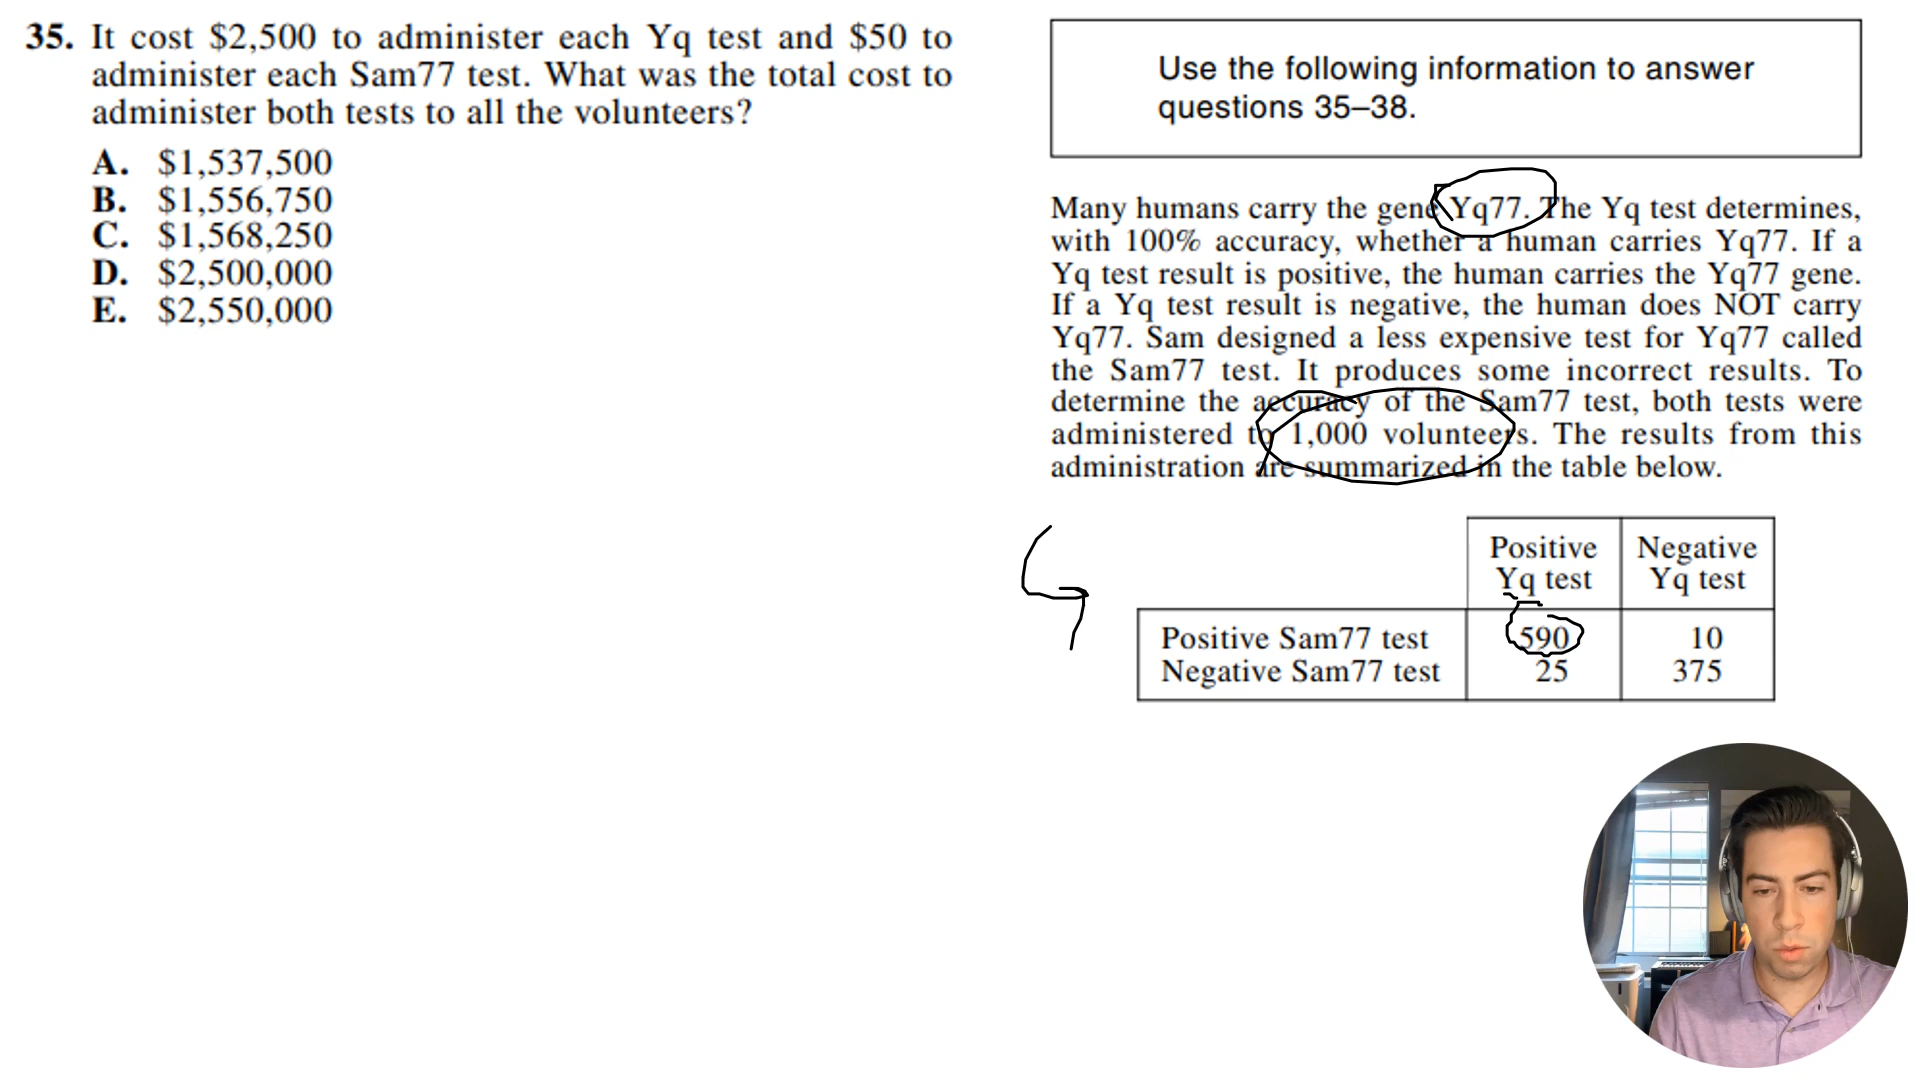 35. It cost $2,500 to administer each Yq test and $50 to
administer each Sam77 test. What was the total cost to
administer both tests to all the volunteers?
A. $1,537,500
B. $1,556,750
C. $1,568,250
D. $2,500,000
E. $2,550,000
Use the following information to answer
questions 35–38.
Many humans carry the gene Yq77. The Yq test determines,
with 100% accuracy, whether a human carries Yq77. If a
Yq test result is positive, the human carries the Yq77 gene.
If a Yq test result is negative, the human does NOT carry
Yq77. Sam designed a less expensive test for Yq77 called
the Sam77 test. It produces some incorrect results. To
determine the accuracy of the Sam77 test, both tests were
administered to 1,000 volunteers. The results from this
administration are summarized in the table below.
Positive Negative
Yq test Yq test
Positive Sam77 test 590 10
Negative Sam77 test 25 375